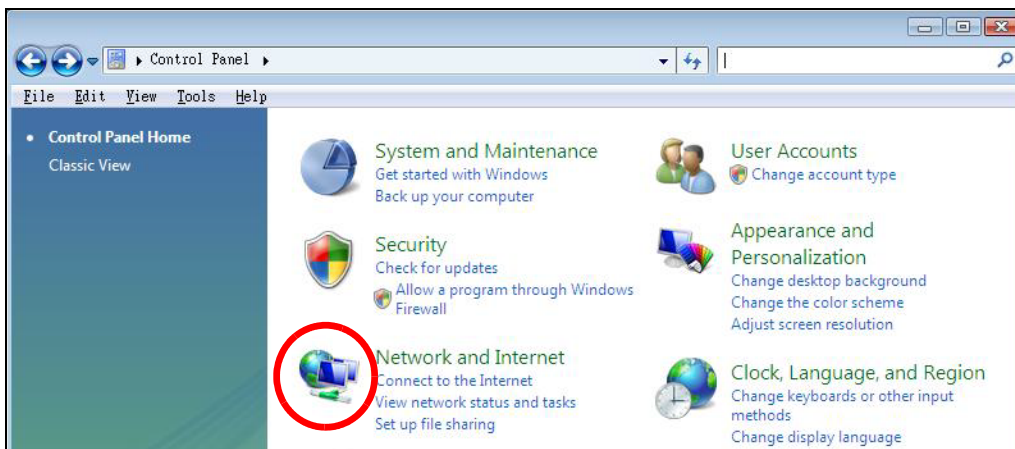 Control Panel
File Edit View Tools Help
Control Panel Home
Classic View
System and Maintenance
Get started with Windows
Back up your computer
Security
Check for updates
Allow a program through Windows
Firewall
Network and Internet
Connect to the Internet
View network status and tasks
Set up file sharing
User Accounts
Change account type
Appearance and
Personalization
Change desktop background
Change the color scheme
Adjust screen resolution
Clock, Language, and Region
Change keyboards or other input
methods
Change display language